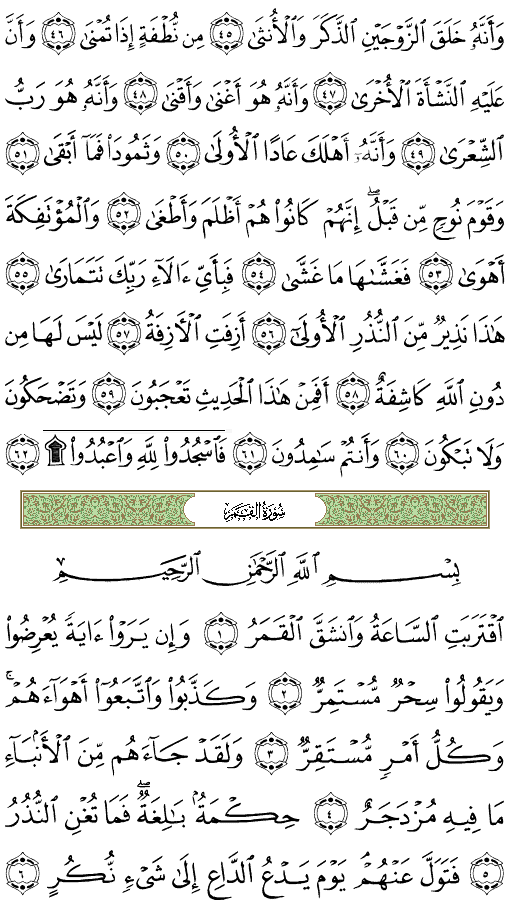 وَأَنَّهُۥ خَلَقَ ٱلزَّوْجَيْنِ ٱلذَّكَرَ وَٱلْأُنثَىٰ ٤٥ مِن نُّطْفَةٍ إِذَا تُمْنَىٰ ٤٦ وَأَنَّ
عَلَيْهِ ٱلنَّشْأَةَ ٱلْأُخْرَىٰ ٤٧ وَأَنَّهُۥ هُوَ أَغْنَىٰ وَأَقْنَىٰ ٤٨ وَأَنَّهُۥ هُوَ رَبُّ
ٱلشِّعْرَىٰ ٤٩ وَأَنَّهُۥٓ أَهْلَكَ عَادًا ٱلْأُولَىٰ ٥٠ وَثَمُودَا۟ فَمَآ أَبْقَىٰ ٥١
وَقَوْمَ نُوحٍ مِّن قَبْلُ ۖ إِنَّهُمْ كَانُوا۟ هُمْ أَظْلَمَ وَأَطْغَىٰ ٥٢ وَٱلْمُؤْتَفِكَةَ
أَهْوَىٰ ٥٣ فَغَشَّىٰهَا مَا غَشَّىٰ ٥٤ فَبِأَىِّ ءَالَآءِ رَبِّكَ تَتَمَارَىٰ ٥٥
هَٰذَا نَذِيرٌ مِّنَ ٱلنُّذُرِ ٱلْأُولَىٰٓ ٥٦ أَزِفَتِ ٱلْـَٔازِفَةُ ٥٧ لَيْسَ لَهَا مِن
دُونِ ٱللَّهِ كَاشِفَةٌ ٥٨ أَفَمِنْ هَٰذَا ٱلْحَدِيثِ تَعْجَبُونَ ٥٩ وَتَضْحَكُونَ
وَلَا تَبْكُونَ ٦٠ وَأَنتُمْ سَٰمِدُونَ ٦١ فَٱسْجُدُوا۟ لِلَّهِ وَٱعْبُدُوا۟ ۩ ٦٢
سُورَةُ القَمَرِ
بِسْمِ ٱللَّهِ ٱلرَّحْمَٰنِ ٱلرَّحِيمِ
ٱقْتَرَبَتِ ٱلسَّاعَةُ وَٱنشَقَّ ٱلْقَمَرُ ١ وَإِن يَرَوْا۟ ءَايَةً يُعْرِضُوا۟
وَيَقُولُوا۟ سِحْرٌ مُّسْتَمِرٌّ ٢ وَكَذَّبُوا۟ وَٱتَّبَعُوٓا۟ أَهْوَآءَهُمْ ۚ
وَكُلُّ أَمْرٍ مُّسْتَقِرٌّ ٣ وَلَقَدْ جَآءَهُم مِّنَ ٱلْأَنۢبَآءِ
مَا فِيهِ مُزْدَجَرٌ ٤ حِكْمَةٌۢ بَٰلِغَةٌ ۖ فَمَا تُغْنِ ٱلنُّذُرُ
٥ فَتَوَلَّ عَنْهُمْ ۘ يَوْمَ يَدْعُ ٱلدَّاعِ إِلَىٰ شَىْءٍ نُّكُرٍ ٦